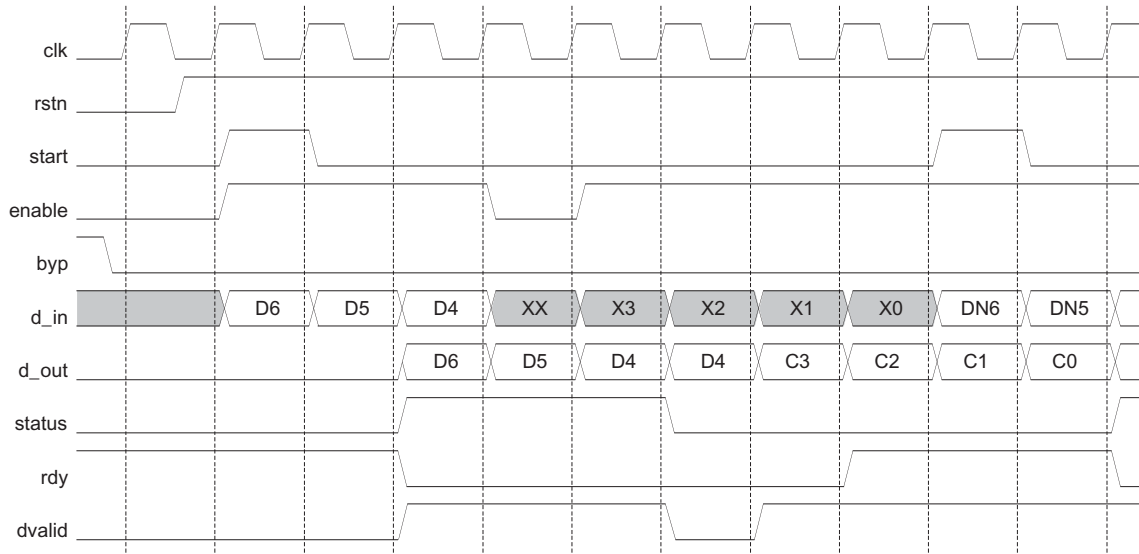 clk
rstn
start
enable
byp
d_in D6 D5 D4 XX X3 X2 X1 X0 DN6 DN5
d_out D6 D5 D4 D4 C3 C2 C1 C0
status
rdy
dvalid